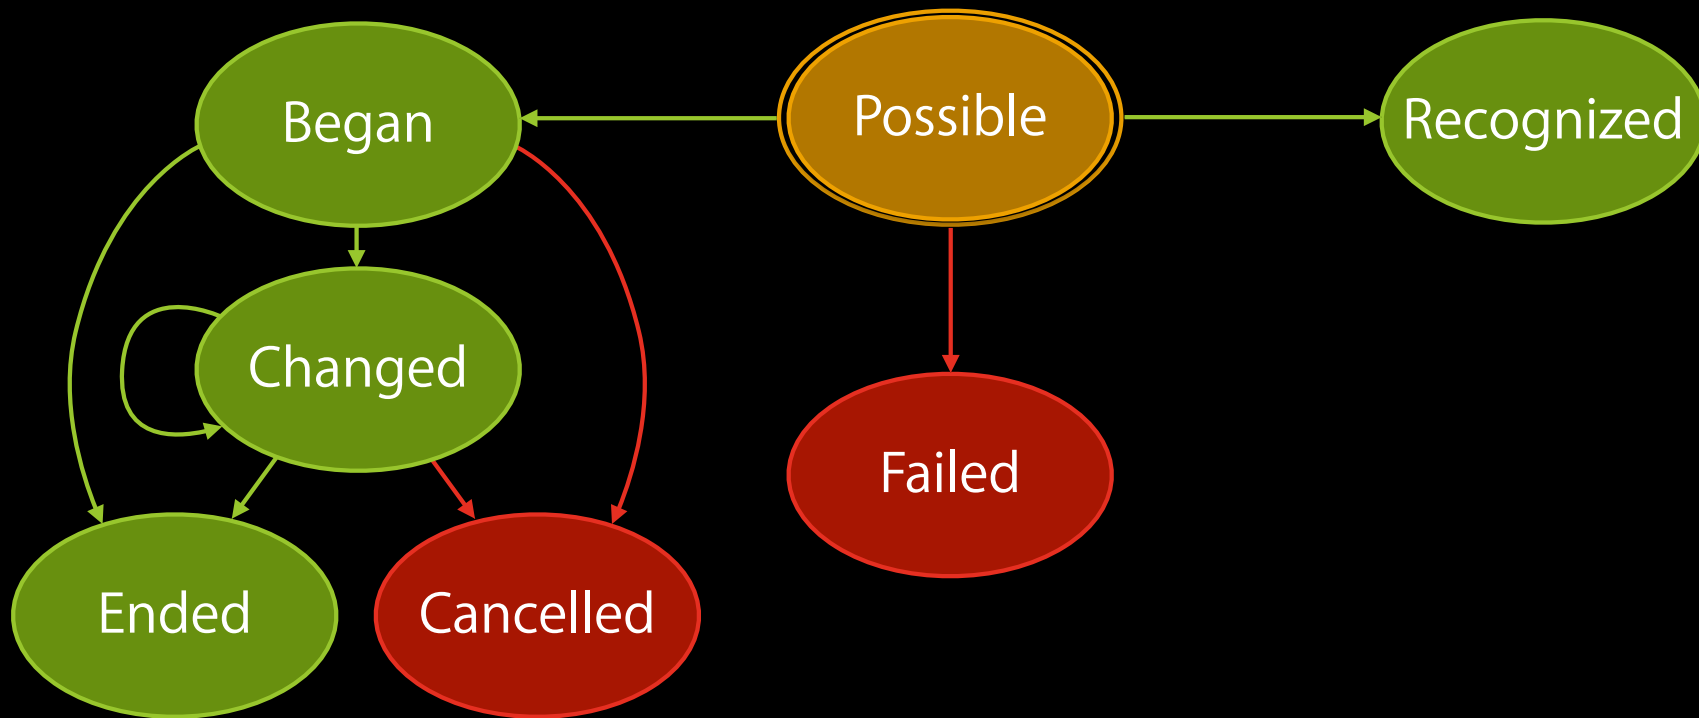 Began
Possible
Recognized
Changed
Failed
Ended
Cancelled